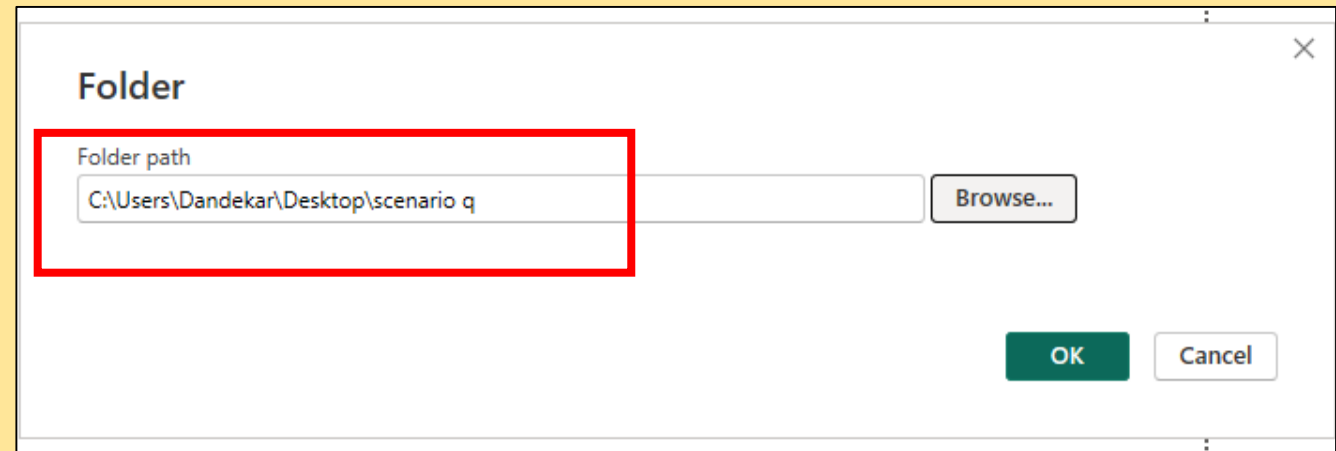 Folder
Folder path
C:\Users\Dandekar\Desktop\scenario q
Browse...
OK
Cancel